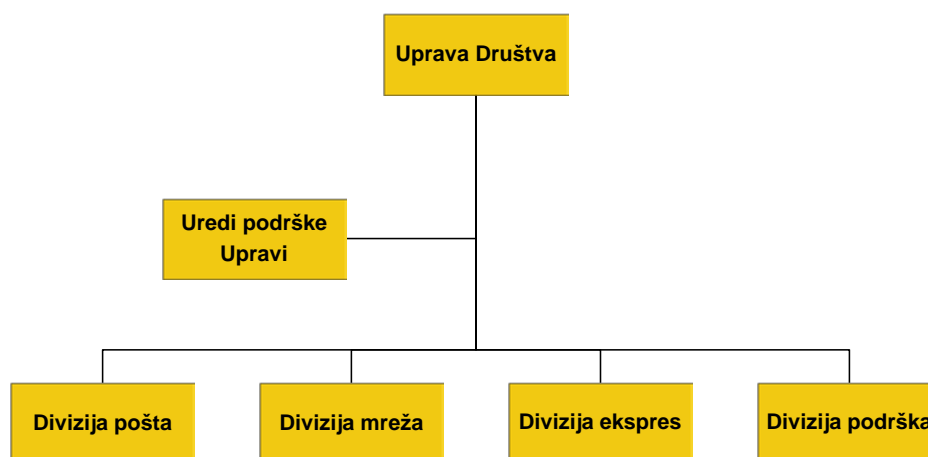 Uprava Društva
Uredi podrške
Upravi
Divizija pošta
Divizija mreža
Divizija ekspres
Divizija podrška